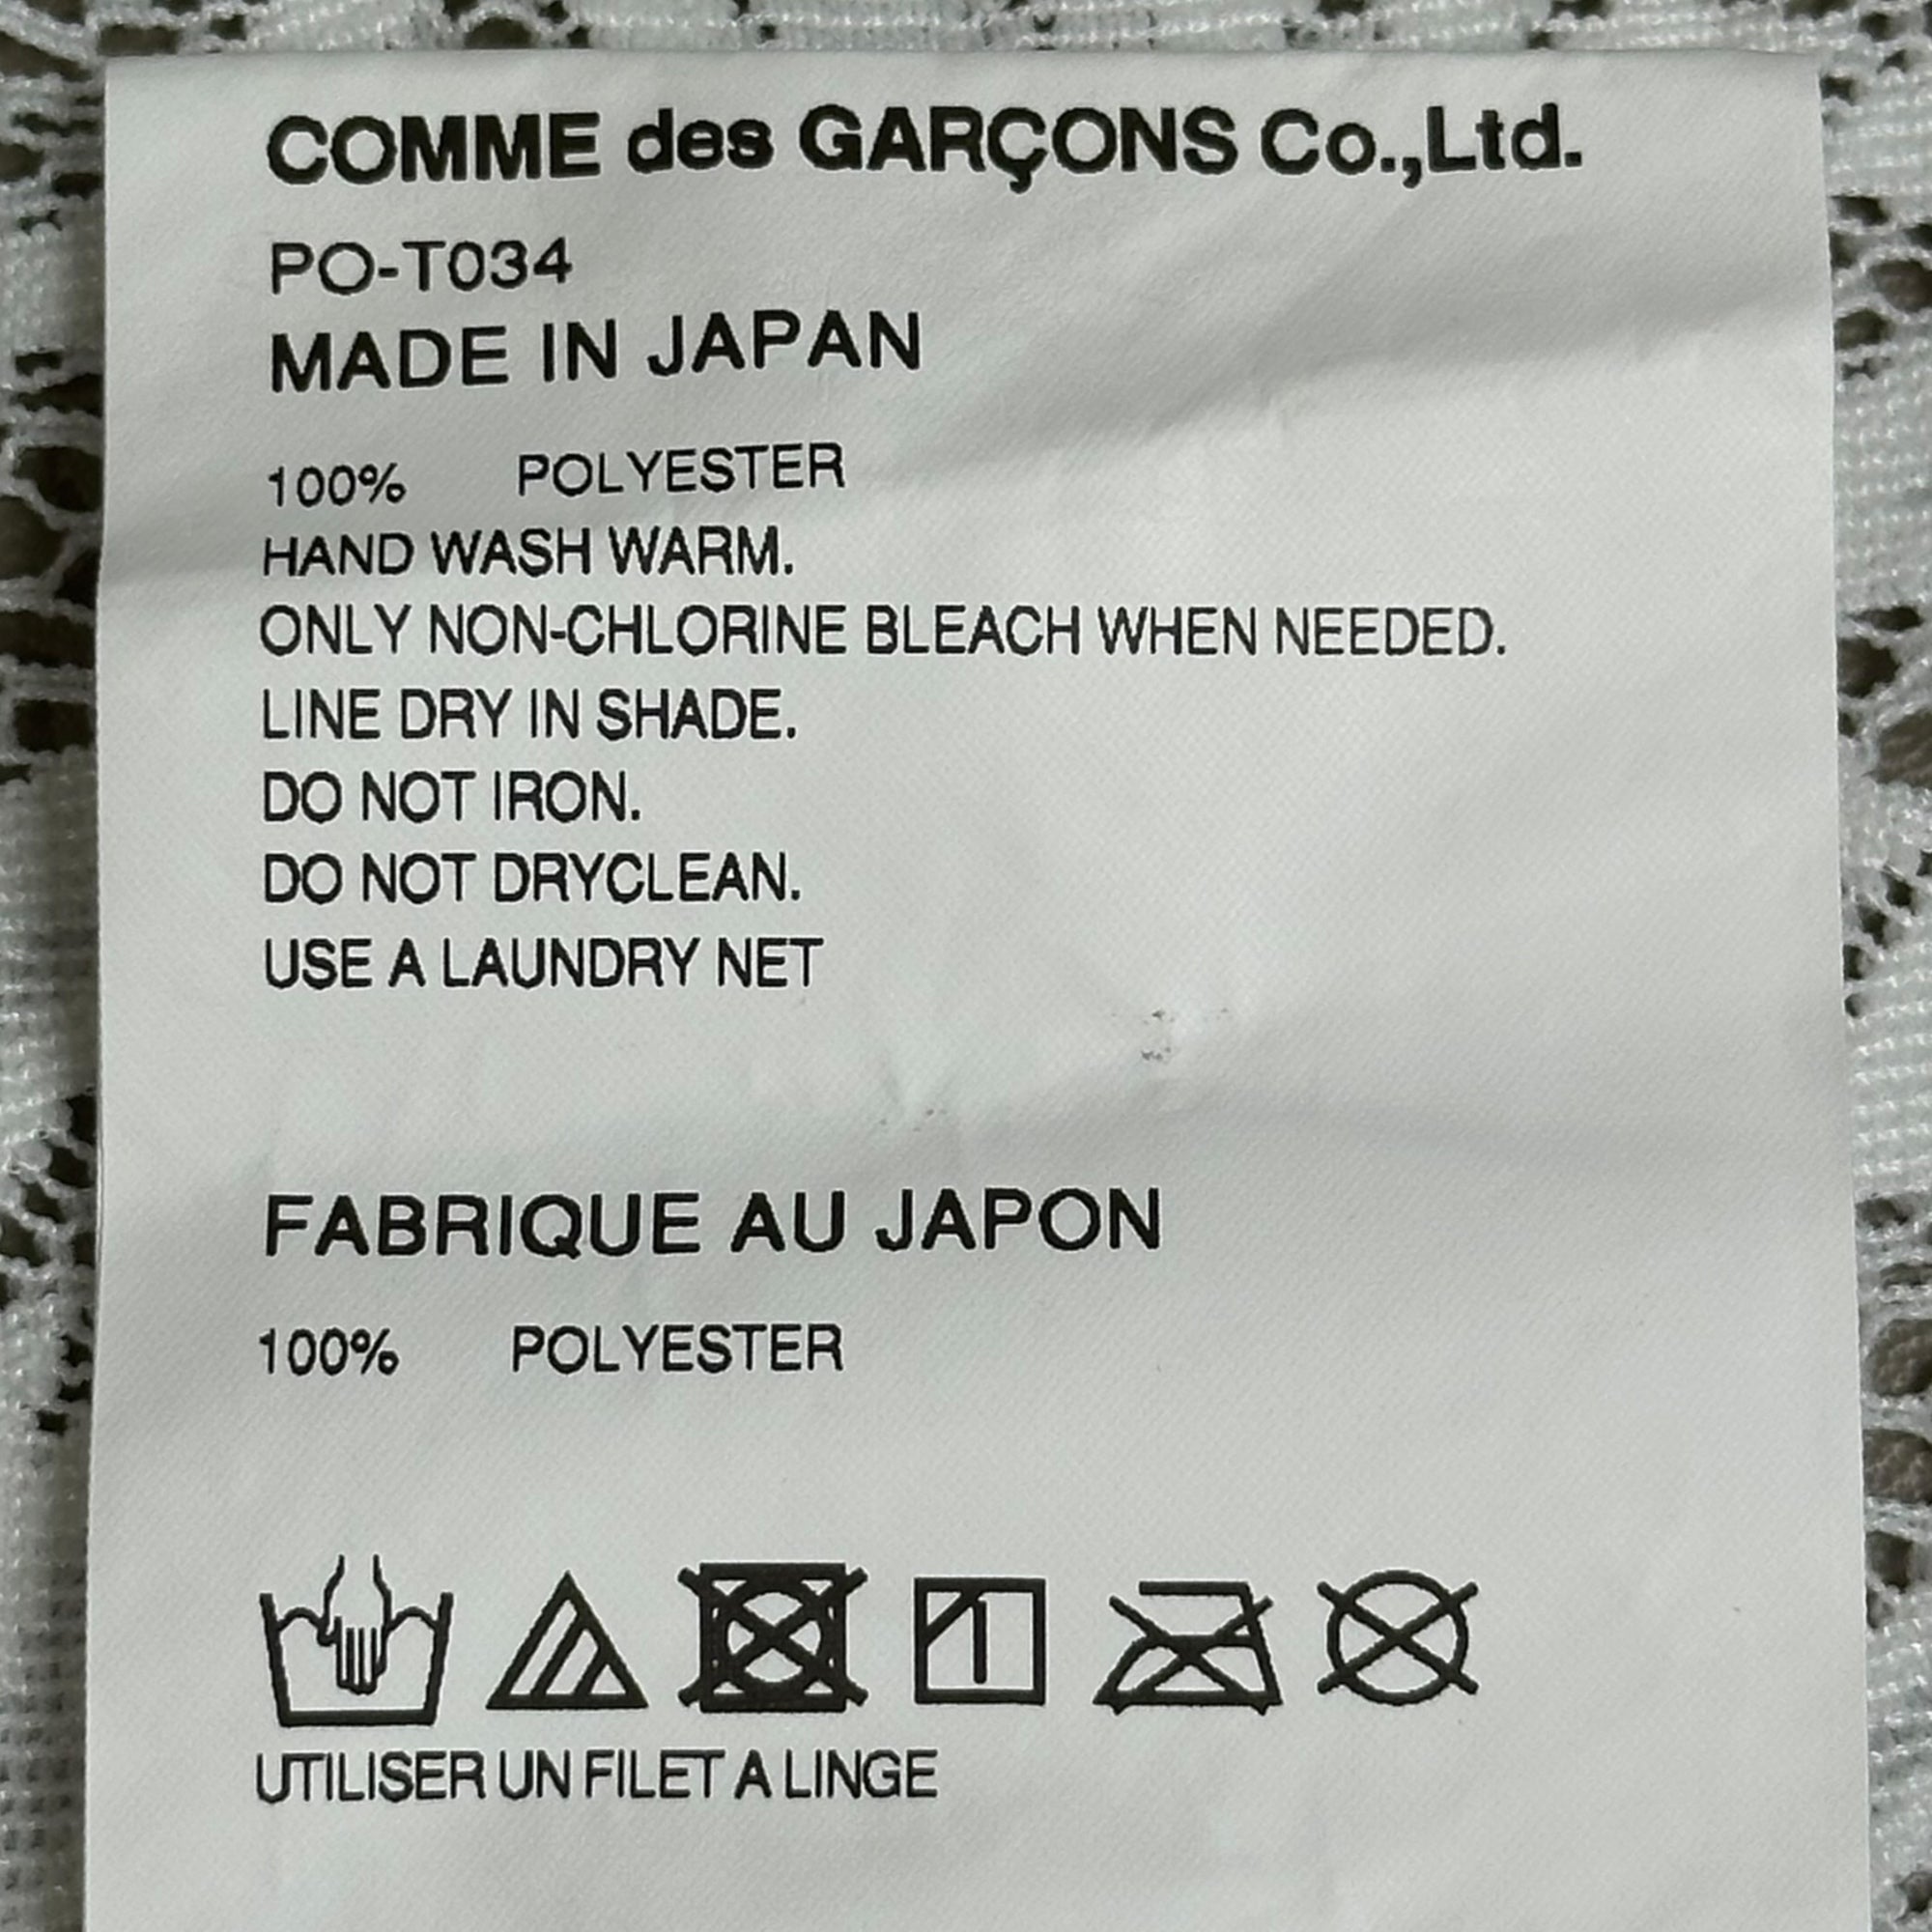 COMME des GARÇONS Co.,Ltd.
PO-T034
MADE IN JAPAN
100% POLYESTER
HAND WASH WARM.
ONLY NON-CHLORINE BLEACH WHEN NEEDED.
LINE DRY IN SHADE.
DO NOT IRON.
DO NOT DRYCLEAN.
USE A LAUNDRY NET
FABRIQUE AU JAPON
100% POLYESTER
UTILISER UN FILET A LINGE